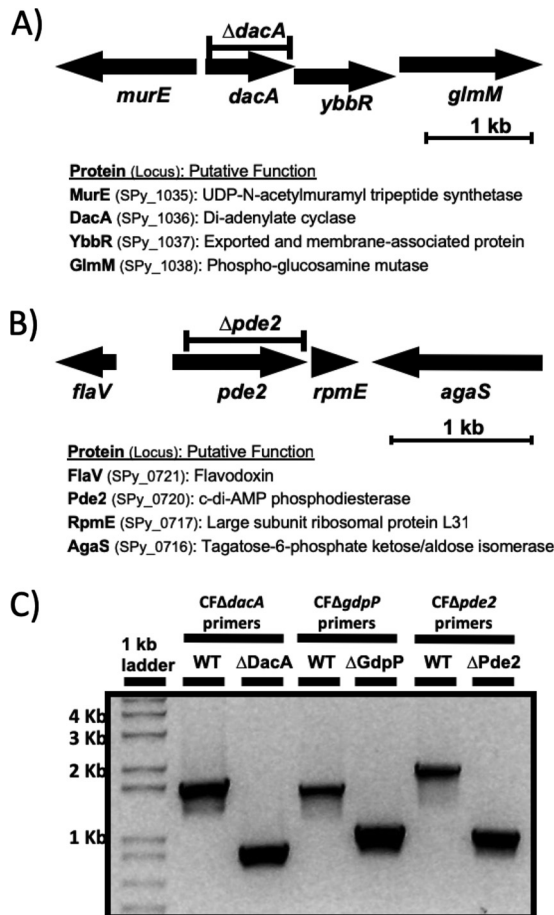 A)
ΔdacA
murE
dacA
ybbR
glmM
1 kb
Protein (Locus): Putative Function
MurE (SPy_1035): UDP-N-acetylmuramyl tripeptide synthetase
DacA (SPy_1036): Di-adenylate cyclase
YbbR (SPy_1037): Exported and membrane-associated protein
GlmM (SPy_1038): Phospho-glucosamine mutase
B)
Δpde2
flaV
pde2
rpmE
agaS
1 kb
Protein (Locus): Putative Function
FlaV (SPy_0721): Flavodoxin
Pde2 (SPy_0720): c-di-AMP phosphodiesterase
RpmE (SPy_0717): Large subunit ribosomal protein L31
AgaS (SPy_0716): Tagatose-6-phosphate ketose/aldose isomerase
C)
CFΔdacA
primers
CFΔgdpP
primers
CFΔpde2
primers
1 kb
ladder
WT
ΔDacA
WT
ΔGdpP
WT
ΔPde2
4 Kb
3 Kb
2 Kb
1 Kb